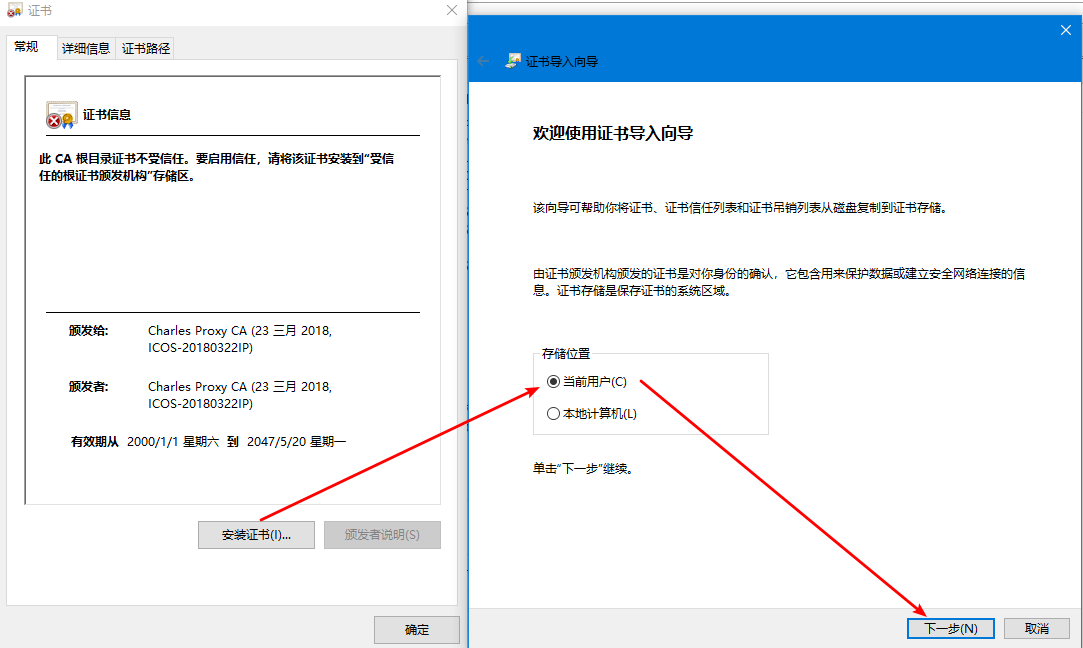 证书
常规
详细信息
证书路径
证书信息
此 CA 根目录证书不受信任。要启用信任，请将该证书安装到“受信
任的根证书颁发机构”存储区。
颁发给:
Charles Proxy CA (23 三月 2018,
ICOS-20180322IP)
颁发者:
Charles Proxy CA (23 三月 2018,
ICOS-20180322IP)
有效期从 2000/1/1 星期六 到 2047/5/20 星期一
安装证书(I)...
颁发者说明(S)
确定
证书导入向导
欢迎使用证书导入向导
该向导可帮助你将证书、证书信任列表和证书吊销列表从磁盘复制到证书存储。
由证书颁发机构颁发的证书是对你身份的确认，它包含用来保护数据或建立安全网络连接的信
息。证书存储是保存证书的系统区域。
存储位置
当前用户(C)
本地计算机(L)
单击“下一步”继续。
下一步(N)
取消